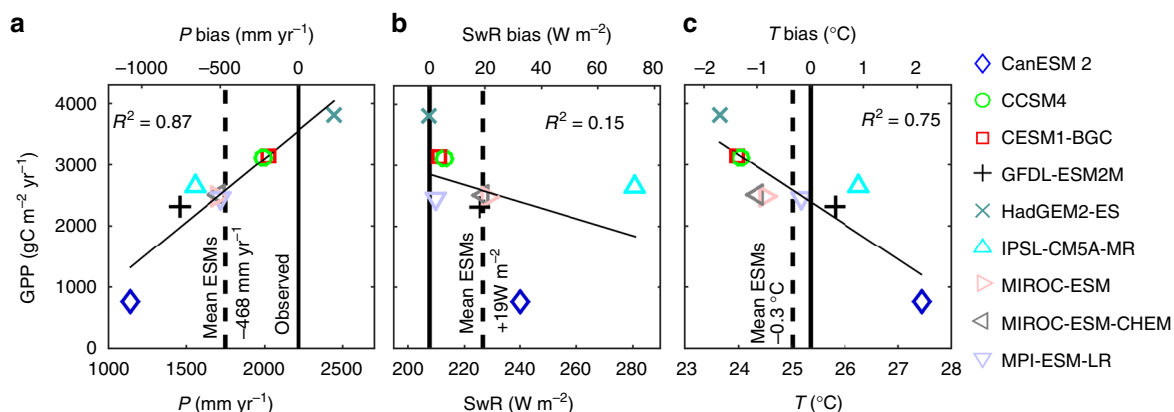 a
P bias (mm yr−1)
−1000
−500
0
b
SwR bias (W m−2)
0
20
40
60
80
c
T bias (°C)
−2
−1
0
1
2
GPP (gC m−2 yr−1)
4000
3000
2000
1000
0
R2 = 0.87
Mean ESMs
−468 mm yr−1
Observed
1000
1500
2000
2500
P (mm yr−1)
R2 = 0.15
Mean ESMs
+19W m−2
200
220
240
260
280
SwR (W m−2)
R2 = 0.75
Mean ESMs
−0.3 °C
23
24
25
26
27
28
T (°C)
CanESM 2
CCSM4
CESM1-BGC
GFDL-ESM2M
HadGEM2-ES
IPSL-CM5A-MR
MIROC-ESM
MIROC-ESM-CHEM
MPI-ESM-LR